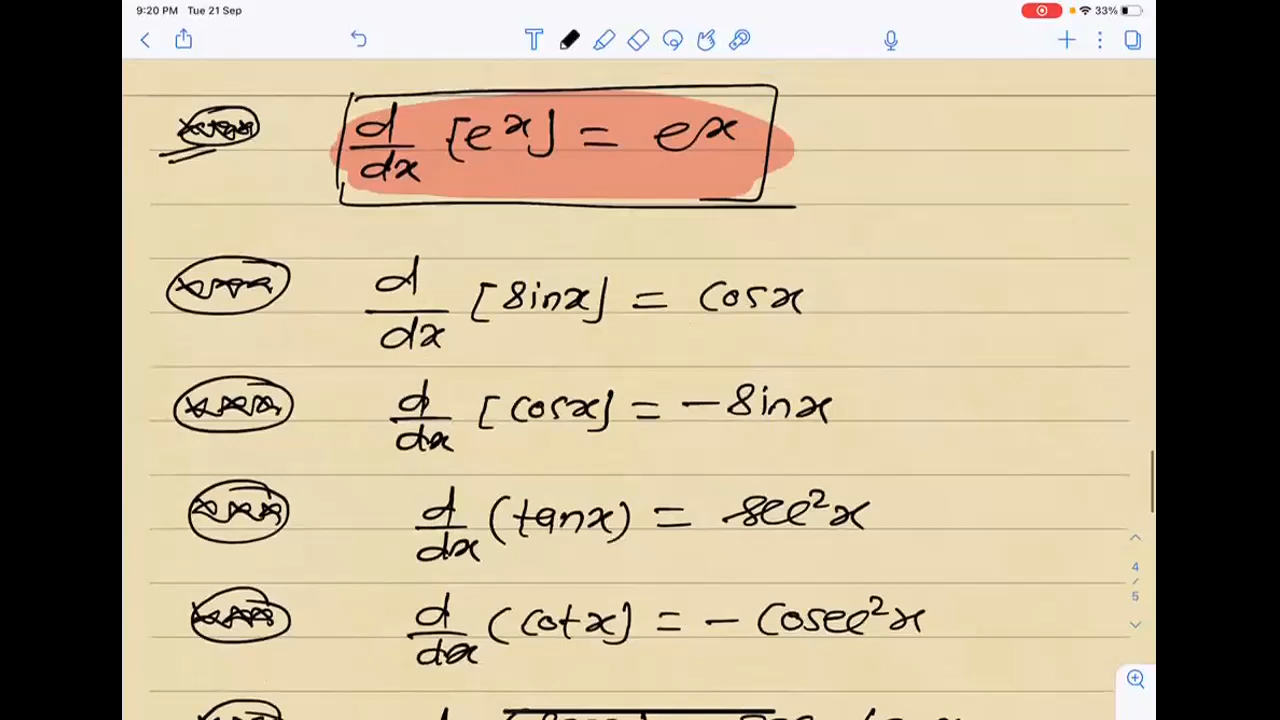 9:20 PM Tue 21 Sep 33%
T
d/dx [e^x] = e^x
d/dx [sinx] = cosx
d/dx [cosx] = -sinx
d/dx (tanx) = sec²x
d/dx (cotx) = - cosec²x
4
/
5
d